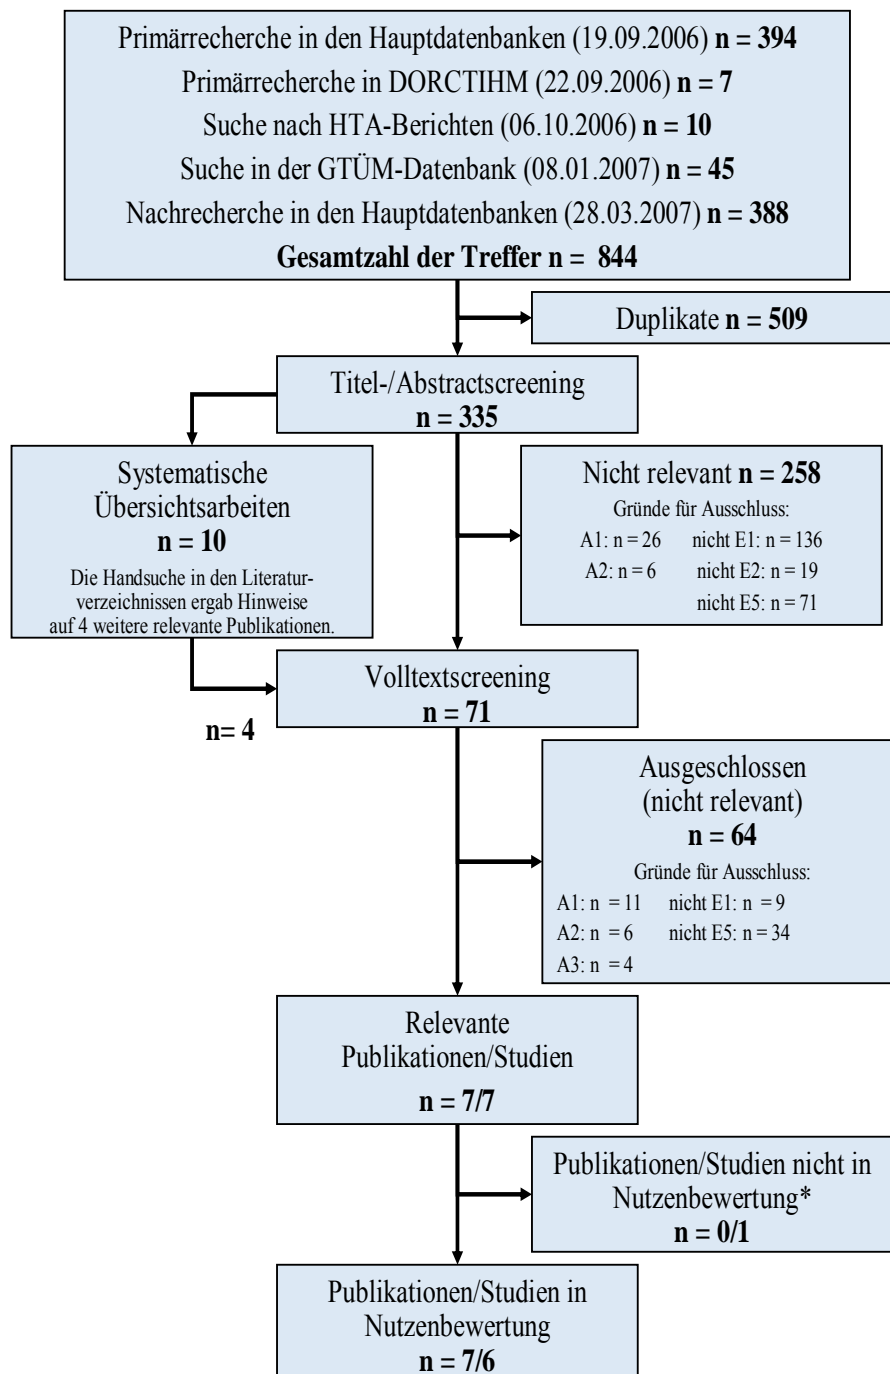 Primärrecherche in den Hauptdatenbanken (19.09.2006) n = 394
Primärrecherche in DORCTIHM (22.09.2006) n = 7
Suche nach HTA-Berichten (06.10.2006) n = 10
Suche in der GTÜM-Datenbank (08.01.2007) n = 45
Nachrecherche in den Hauptdatenbanken (28.03.2007) n = 388
Gesamtzahl der Treffer n = 844
Duplikate n = 509
Titel-/Abstractscreening
n = 335
Systematische
Übersichtsarbeiten
n = 10
Die Handsuche in den Literatur-
verzeichnissen ergab Hinweise
auf 4 weitere relevante Publikationen.
Nicht relevant n = 258
Gründe für Ausschluss:
A1: n = 26 nicht E1: n = 136
A2: n = 6 nicht E2: n = 19
nicht E5: n = 71
Volltextscreening
n = 71
n= 4
Ausgeschlossen
(nicht relevant)
n = 64
Gründe für Ausschluss:
A1: n = 11 nicht E1: n = 9
A2: n = 6 nicht E5: n = 34
A3: n = 4
Relevante
Publikationen/Studien
n = 7/7
Publikationen/Studien nicht in
Nutzenbewertung*
n = 0/1
Publikationen/Studien in
Nutzenbewertung
n = 7/6